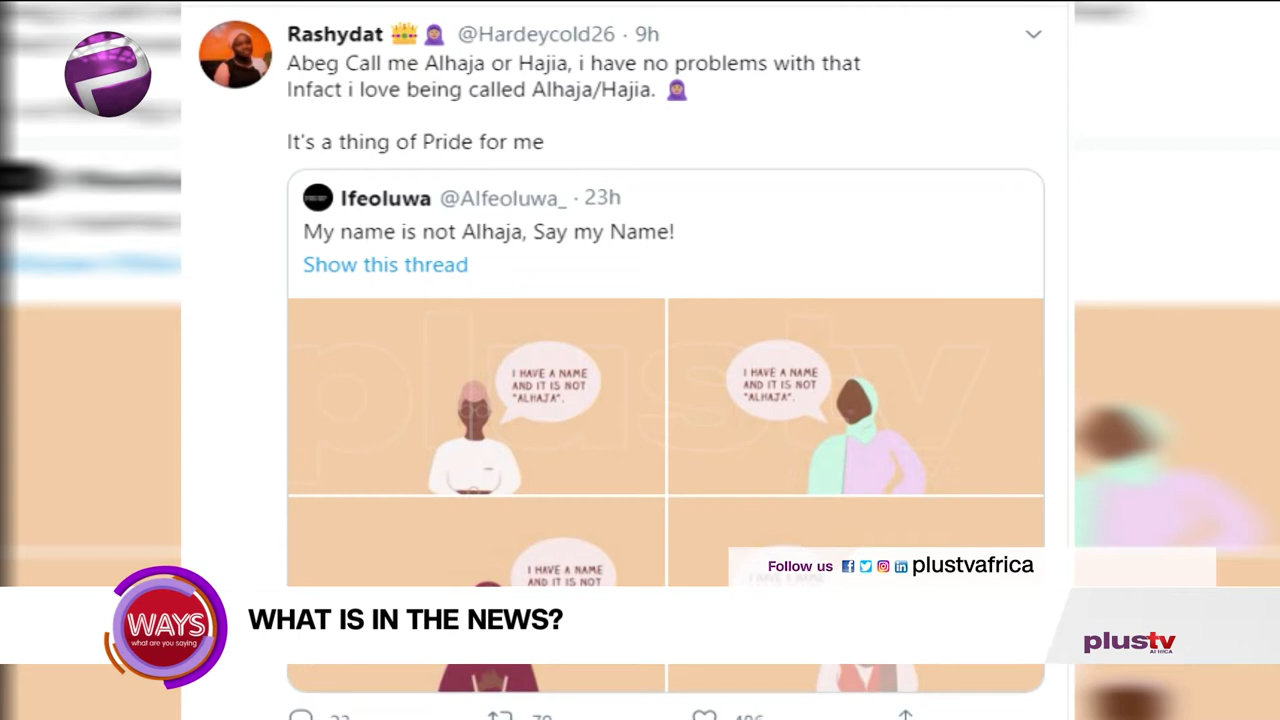 Rashydat @Hardeycold26 · 9h
Abeg Call me Alhaja or Hajia, i have no problems with that
Infact i love being called Alhaja/Hajia.
It's a thing of Pride for me
Ifeoluwa @AIfeoluwa_ · 23h
My name is not Alhaja, Say my Name!
Show this thread
plustv
I HAVE A NAME
AND IT IS NOT
"ALHAJA".
I HAVE A NAME
AND IT IS NOT
"ALHAJA".
I HAVE A NAME
AND IT IS NOT
Follow us plustvafrica
WAYS
what are you saying
WHAT IS IN THE NEWS?
plustv
AFRICA